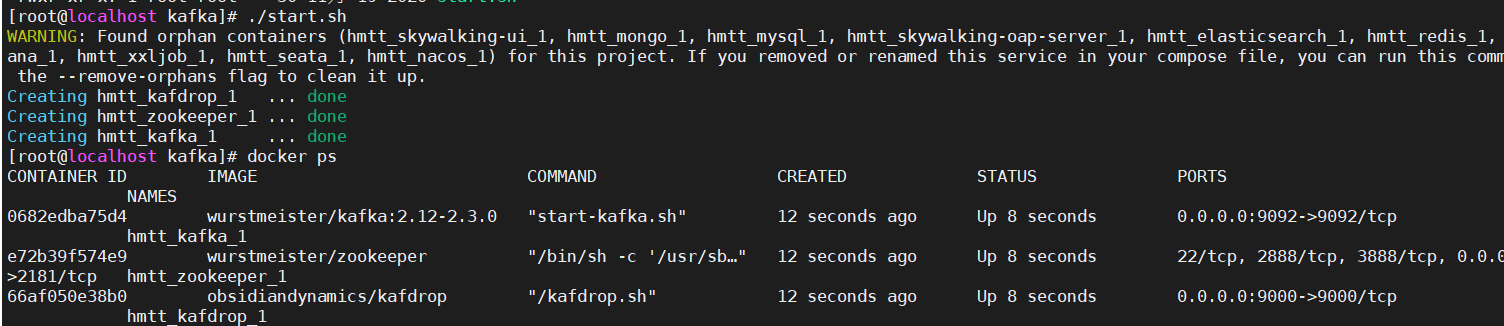 [root@localhost kafka]# ./start.sh
WARNING: Found orphan containers (hmtt_skywalking-ui_1, hmtt_mongo_1, hmtt_mysql_1, hmtt_skywalking-oap-server_1, hmtt_elasticsearch_1, hmtt_redis_1,
ana_1, hmtt_xxljob_1, hmtt_seata_1, hmtt_nacos_1) for this project. If you removed or renamed this service in your compose file, you can run this comm
the --remove-orphans flag to clean it up.
Creating hmtt_kafdrop_1   ... done
Creating hmtt_zookeeper_1 ... done
Creating hmtt_kafka_1     ... done
[root@localhost kafka]# docker ps
CONTAINER ID        IMAGE                           COMMAND                  CREATED             STATUS              PORTS
            NAMES
0682edba75d4        wurstmeister/kafka:2.12-2.3.0   "start-kafka.sh"         12 seconds ago      Up 8 seconds        0.0.0.0:9092->9092/tcp
            hmtt_kafka_1
e72b39f574e9        wurstmeister/zookeeper          "/bin/sh -c '/usr/sb…"   12 seconds ago      Up 8 seconds        22/tcp, 2888/tcp, 3888/tcp, 0.0.0
>2181/tcp   hmtt_zookeeper_1
66af050e38b0        obsidiandynamics/kafdrop        "/kafdrop.sh"            12 seconds ago      Up 8 seconds        0.0.0.0:9000->9000/tcp
            hmtt_kafdrop_1